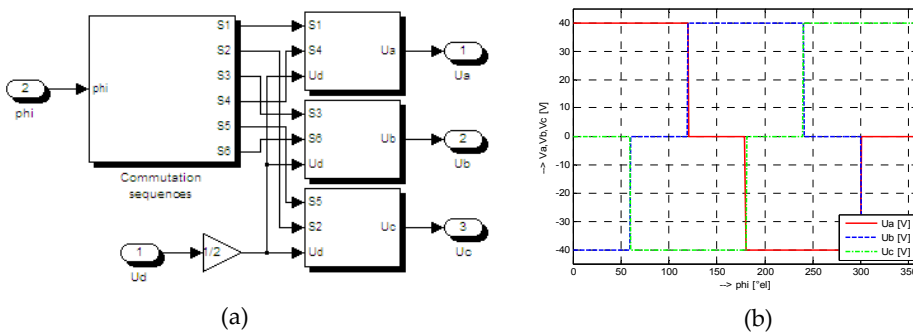 S1
S2
S3
S4
S5
S6
phi
Commutation
sequences
2
phi
S1
S4
Ud
Ua
1
Ua
S3
S6
Ud
Ub
2
Ub
S5
S2
Ud
Uc
3
Uc
1
Ud
1/2
(a)
--> Va,Vb,Vc [V]
40
30
20
10
0
-10
-20
-30
-40
0
50
100
150
200
250
300
350
--> phi [°el]
Ua [V]
Ub [V]
Uc [V]
(b)